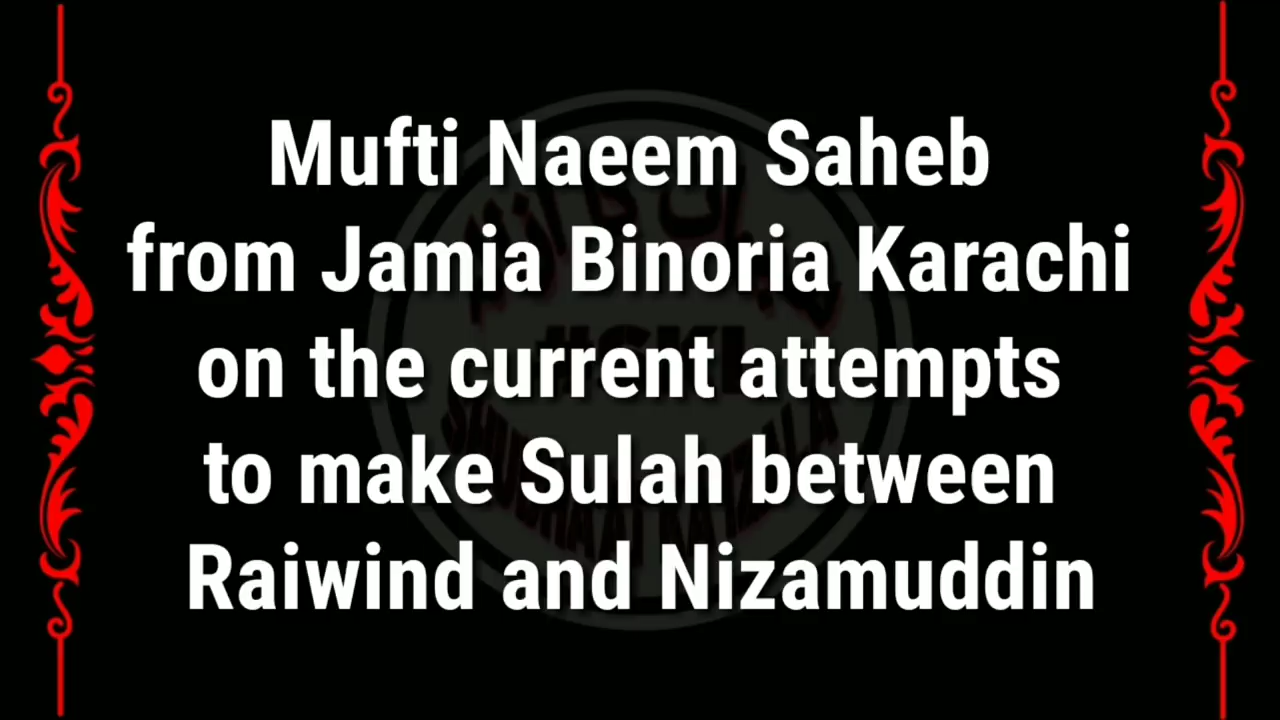 Mufti Naeem Saheb
from Jamia Binoria Karachi
on the current attempts
to make Sulah between
Raiwind and Nizamuddin